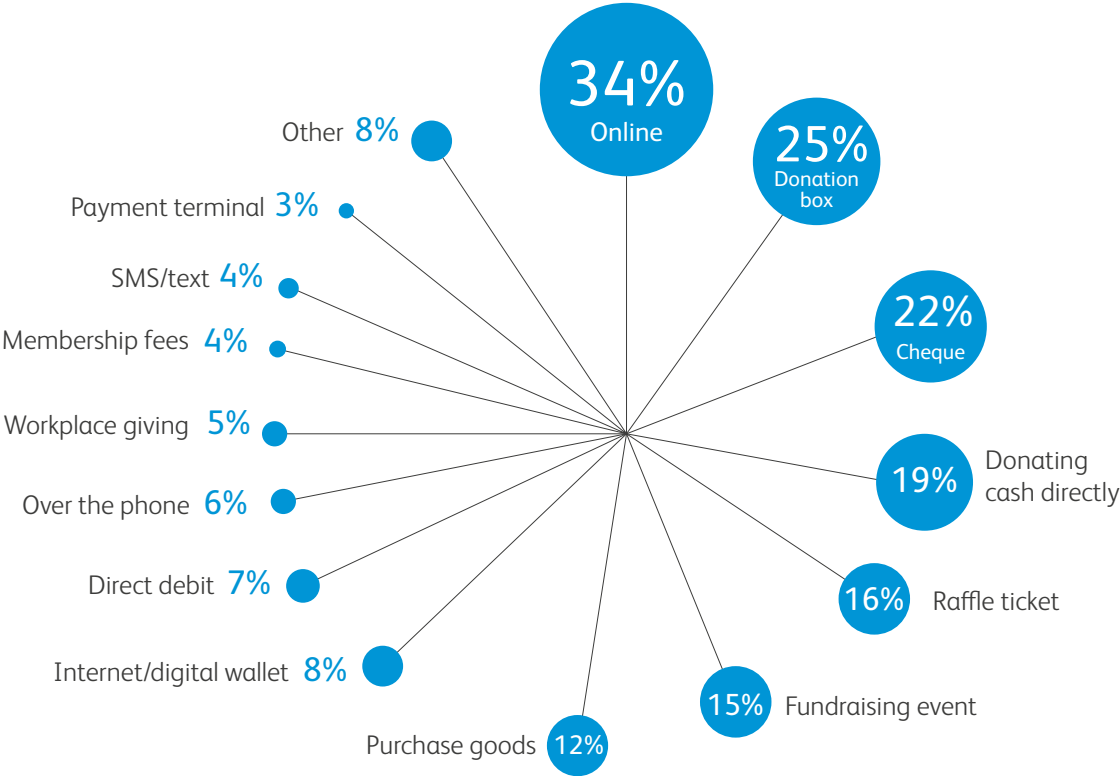 34%
Online
25%
Donation
box
22%
Cheque
19%
Donating
cash directly
16%
Raffle ticket
15%
Fundraising event
Purchase goods 12%
Internet/digital wallet 8%
Direct debit 7%
Over the phone 6%
Workplace giving 5%
Membership fees 4%
SMS/text 4%
Payment terminal 3%
Other 8%